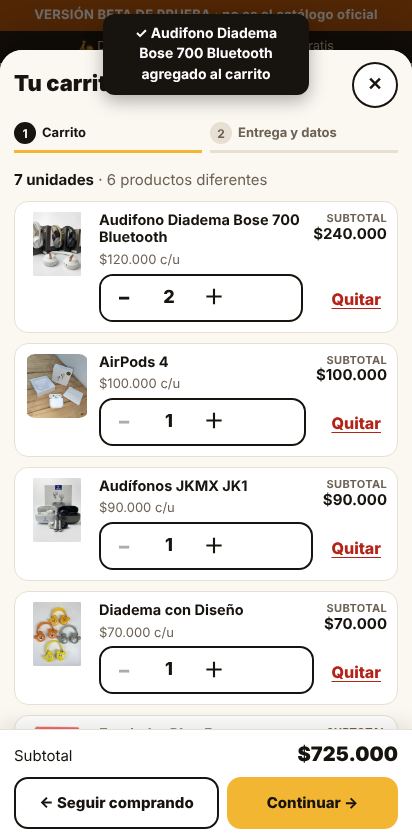 VERSIÓN BETA DE PRUEBA · no es el catálogo oficial
✓ Audifono Diadema
Bose 700 Bluetooth
agregado al carrito
Tu carrit
✕
1 Carrito
2 Entrega y datos
7 unidades · 6 productos diferentes
Audifono Diadema Bose 700
Bluetooth
SUBTOTAL
$240.000
$120.000 c/u
− 2 +
Quitar
AirPods 4
SUBTOTAL
$100.000
$100.000 c/u
− 1 +
Quitar
Audífonos JKMX JK1
SUBTOTAL
$90.000
$90.000 c/u
− 1 +
Quitar
Diadema con Diseño
SUBTOTAL
$70.000
$70.000 c/u
− 1 +
Quitar
Subtotal
$725.000
← Seguir comprando
Continuar →